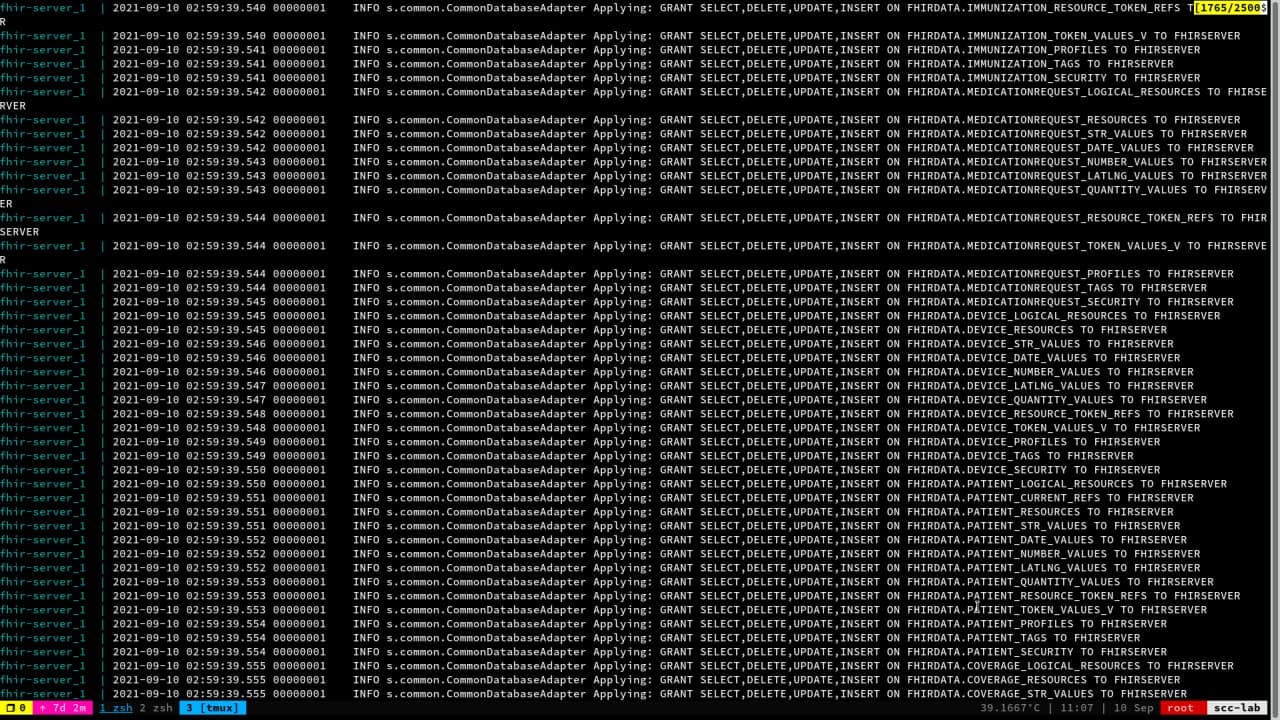 fhir-server_1  | 2021-09-10 02:59:39.540 00000001    INFO s.common.CommonDatabaseAdapter Applying: GRANT SELECT,DELETE,UPDATE,INSERT ON FHIRDATA.IMMUNIZATION_RESOURCE_TOKEN_REFS T[1765/2500$
R
fhir-server_1  | 2021-09-10 02:59:39.540 00000001    INFO s.common.CommonDatabaseAdapter Applying: GRANT SELECT,DELETE,UPDATE,INSERT ON FHIRDATA.IMMUNIZATION_TOKEN_VALUES_V TO FHIRSERVER
fhir-server_1  | 2021-09-10 02:59:39.541 00000001    INFO s.common.CommonDatabaseAdapter Applying: GRANT SELECT,DELETE,UPDATE,INSERT ON FHIRDATA.IMMUNIZATION_PROFILES TO FHIRSERVER
fhir-server_1  | 2021-09-10 02:59:39.541 00000001    INFO s.common.CommonDatabaseAdapter Applying: GRANT SELECT,DELETE,UPDATE,INSERT ON FHIRDATA.IMMUNIZATION_TAGS TO FHIRSERVER
fhir-server_1  | 2021-09-10 02:59:39.541 00000001    INFO s.common.CommonDatabaseAdapter Applying: GRANT SELECT,DELETE,UPDATE,INSERT ON FHIRDATA.IMMUNIZATION_SECURITY TO FHIRSERVER
fhir-server_1  | 2021-09-10 02:59:39.542 00000001    INFO s.common.CommonDatabaseAdapter Applying: GRANT SELECT,DELETE,UPDATE,INSERT ON FHIRDATA.MEDICATIONREQUEST_LOGICAL_RESOURCES TO FHIRSE
RVER
fhir-server_1  | 2021-09-10 02:59:39.542 00000001    INFO s.common.CommonDatabaseAdapter Applying: GRANT SELECT,DELETE,UPDATE,INSERT ON FHIRDATA.MEDICATIONREQUEST_RESOURCES TO FHIRSERVER
fhir-server_1  | 2021-09-10 02:59:39.542 00000001    INFO s.common.CommonDatabaseAdapter Applying: GRANT SELECT,DELETE,UPDATE,INSERT ON FHIRDATA.MEDICATIONREQUEST_STR_VALUES TO FHIRSERVER
fhir-server_1  | 2021-09-10 02:59:39.542 00000001    INFO s.common.CommonDatabaseAdapter Applying: GRANT SELECT,DELETE,UPDATE,INSERT ON FHIRDATA.MEDICATIONREQUEST_DATE_VALUES TO FHIRSERVER
fhir-server_1  | 2021-09-10 02:59:39.543 00000001    INFO s.common.CommonDatabaseAdapter Applying: GRANT SELECT,DELETE,UPDATE,INSERT ON FHIRDATA.MEDICATIONREQUEST_NUMBER_VALUES TO FHIRSERVER
fhir-server_1  | 2021-09-10 02:59:39.543 00000001    INFO s.common.CommonDatabaseAdapter Applying: GRANT SELECT,DELETE,UPDATE,INSERT ON FHIRDATA.MEDICATIONREQUEST_LATLNG_VALUES TO FHIRSERVER
fhir-server_1  | 2021-09-10 02:59:39.543 00000001    INFO s.common.CommonDatabaseAdapter Applying: GRANT SELECT,DELETE,UPDATE,INSERT ON FHIRDATA.MEDICATIONREQUEST_QUANTITY_VALUES TO FHIRSERV
ER
fhir-server_1  | 2021-09-10 02:59:39.544 00000001    INFO s.common.CommonDatabaseAdapter Applying: GRANT SELECT,DELETE,UPDATE,INSERT ON FHIRDATA.MEDICATIONREQUEST_RESOURCE_TOKEN_REFS TO FHIR
SERVER
fhir-server_1  | 2021-09-10 02:59:39.544 00000001    INFO s.common.CommonDatabaseAdapter Applying: GRANT SELECT,DELETE,UPDATE,INSERT ON FHIRDATA.MEDICATIONREQUEST_TOKEN_VALUES_V TO FHIRSERVE
R
fhir-server_1  | 2021-09-10 02:59:39.544 00000001    INFO s.common.CommonDatabaseAdapter Applying: GRANT SELECT,DELETE,UPDATE,INSERT ON FHIRDATA.MEDICATIONREQUEST_PROFILES TO FHIRSERVER
fhir-server_1  | 2021-09-10 02:59:39.544 00000001    INFO s.common.CommonDatabaseAdapter Applying: GRANT SELECT,DELETE,UPDATE,INSERT ON FHIRDATA.MEDICATIONREQUEST_TAGS TO FHIRSERVER
fhir-server_1  | 2021-09-10 02:59:39.545 00000001    INFO s.common.CommonDatabaseAdapter Applying: GRANT SELECT,DELETE,UPDATE,INSERT ON FHIRDATA.MEDICATIONREQUEST_SECURITY TO FHIRSERVER
fhir-server_1  | 2021-09-10 02:59:39.545 00000001    INFO s.common.CommonDatabaseAdapter Applying: GRANT SELECT,DELETE,UPDATE,INSERT ON FHIRDATA.DEVICE_LOGICAL_RESOURCES TO FHIRSERVER
fhir-server_1  | 2021-09-10 02:59:39.545 00000001    INFO s.common.CommonDatabaseAdapter Applying: GRANT SELECT,DELETE,UPDATE,INSERT ON FHIRDATA.DEVICE_RESOURCES TO FHIRSERVER
fhir-server_1  | 2021-09-10 02:59:39.546 00000001    INFO s.common.CommonDatabaseAdapter Applying: GRANT SELECT,DELETE,UPDATE,INSERT ON FHIRDATA.DEVICE_STR_VALUES TO FHIRSERVER
fhir-server_1  | 2021-09-10 02:59:39.546 00000001    INFO s.common.CommonDatabaseAdapter Applying: GRANT SELECT,DELETE,UPDATE,INSERT ON FHIRDATA.DEVICE_DATE_VALUES TO FHIRSERVER
fhir-server_1  | 2021-09-10 02:59:39.546 00000001    INFO s.common.CommonDatabaseAdapter Applying: GRANT SELECT,DELETE,UPDATE,INSERT ON FHIRDATA.DEVICE_NUMBER_VALUES TO FHIRSERVER
fhir-server_1  | 2021-09-10 02:59:39.547 00000001    INFO s.common.CommonDatabaseAdapter Applying: GRANT SELECT,DELETE,UPDATE,INSERT ON FHIRDATA.DEVICE_LATLNG_VALUES TO FHIRSERVER
fhir-server_1  | 2021-09-10 02:59:39.547 00000001    INFO s.common.CommonDatabaseAdapter Applying: GRANT SELECT,DELETE,UPDATE,INSERT ON FHIRDATA.DEVICE_QUANTITY_VALUES TO FHIRSERVER
fhir-server_1  | 2021-09-10 02:59:39.548 00000001    INFO s.common.CommonDatabaseAdapter Applying: GRANT SELECT,DELETE,UPDATE,INSERT ON FHIRDATA.DEVICE_RESOURCE_TOKEN_REFS TO FHIRSERVER
fhir-server_1  | 2021-09-10 02:59:39.548 00000001    INFO s.common.CommonDatabaseAdapter Applying: GRANT SELECT,DELETE,UPDATE,INSERT ON FHIRDATA.DEVICE_TOKEN_VALUES_V TO FHIRSERVER
fhir-server_1  | 2021-09-10 02:59:39.549 00000001    INFO s.common.CommonDatabaseAdapter Applying: GRANT SELECT,DELETE,UPDATE,INSERT ON FHIRDATA.DEVICE_PROFILES TO FHIRSERVER
fhir-server_1  | 2021-09-10 02:59:39.549 00000001    INFO s.common.CommonDatabaseAdapter Applying: GRANT SELECT,DELETE,UPDATE,INSERT ON FHIRDATA.DEVICE_TAGS TO FHIRSERVER
fhir-server_1  | 2021-09-10 02:59:39.550 00000001    INFO s.common.CommonDatabaseAdapter Applying: GRANT SELECT,DELETE,UPDATE,INSERT ON FHIRDATA.DEVICE_SECURITY TO FHIRSERVER
fhir-server_1  | 2021-09-10 02:59:39.550 00000001    INFO s.common.CommonDatabaseAdapter Applying: GRANT SELECT,DELETE,UPDATE,INSERT ON FHIRDATA.PATIENT_LOGICAL_RESOURCES TO FHIRSERVER
fhir-server_1  | 2021-09-10 02:59:39.551 00000001    INFO s.common.CommonDatabaseAdapter Applying: GRANT SELECT,DELETE,UPDATE,INSERT ON FHIRDATA.PATIENT_CURRENT_REFS TO FHIRSERVER
fhir-server_1  | 2021-09-10 02:59:39.551 00000001    INFO s.common.CommonDatabaseAdapter Applying: GRANT SELECT,DELETE,UPDATE,INSERT ON FHIRDATA.PATIENT_RESOURCES TO FHIRSERVER
fhir-server_1  | 2021-09-10 02:59:39.551 00000001    INFO s.common.CommonDatabaseAdapter Applying: GRANT SELECT,DELETE,UPDATE,INSERT ON FHIRDATA.PATIENT_STR_VALUES TO FHIRSERVER
fhir-server_1  | 2021-09-10 02:59:39.552 00000001    INFO s.common.CommonDatabaseAdapter Applying: GRANT SELECT,DELETE,UPDATE,INSERT ON FHIRDATA.PATIENT_DATE_VALUES TO FHIRSERVER
fhir-server_1  | 2021-09-10 02:59:39.552 00000001    INFO s.common.CommonDatabaseAdapter Applying: GRANT SELECT,DELETE,UPDATE,INSERT ON FHIRDATA.PATIENT_NUMBER_VALUES TO FHIRSERVER
fhir-server_1  | 2021-09-10 02:59:39.552 00000001    INFO s.common.CommonDatabaseAdapter Applying: GRANT SELECT,DELETE,UPDATE,INSERT ON FHIRDATA.PATIENT_LATLNG_VALUES TO FHIRSERVER
fhir-server_1  | 2021-09-10 02:59:39.553 00000001    INFO s.common.CommonDatabaseAdapter Applying: GRANT SELECT,DELETE,UPDATE,INSERT ON FHIRDATA.PATIENT_QUANTITY_VALUES TO FHIRSERVER
fhir-server_1  | 2021-09-10 02:59:39.553 00000001    INFO s.common.CommonDatabaseAdapter Applying: GRANT SELECT,DELETE,UPDATE,INSERT ON FHIRDATA.PATIENT_RESOURCE_TOKEN_REFS TO FHIRSERVER
fhir-server_1  | 2021-09-10 02:59:39.553 00000001    INFO s.common.CommonDatabaseAdapter Applying: GRANT SELECT,DELETE,UPDATE,INSERT ON FHIRDATA.PATIENT_TOKEN_VALUES_V TO FHIRSERVER
fhir-server_1  | 2021-09-10 02:59:39.554 00000001    INFO s.common.CommonDatabaseAdapter Applying: GRANT SELECT,DELETE,UPDATE,INSERT ON FHIRDATA.PATIENT_PROFILES TO FHIRSERVER
fhir-server_1  | 2021-09-10 02:59:39.554 00000001    INFO s.common.CommonDatabaseAdapter Applying: GRANT SELECT,DELETE,UPDATE,INSERT ON FHIRDATA.PATIENT_TAGS TO FHIRSERVER
fhir-server_1  | 2021-09-10 02:59:39.554 00000001    INFO s.common.CommonDatabaseAdapter Applying: GRANT SELECT,DELETE,UPDATE,INSERT ON FHIRDATA.PATIENT_SECURITY TO FHIRSERVER
fhir-server_1  | 2021-09-10 02:59:39.555 00000001    INFO s.common.CommonDatabaseAdapter Applying: GRANT SELECT,DELETE,UPDATE,INSERT ON FHIRDATA.COVERAGE_LOGICAL_RESOURCES TO FHIRSERVER
fhir-server_1  | 2021-09-10 02:59:39.555 00000001    INFO s.common.CommonDatabaseAdapter Applying: GRANT SELECT,DELETE,UPDATE,INSERT ON FHIRDATA.COVERAGE_RESOURCES TO FHIRSERVER
fhir-server_1  | 2021-09-10 02:59:39.555 00000001    INFO s.common.CommonDatabaseAdapter Applying: GRANT SELECT,DELETE,UPDATE,INSERT ON FHIRDATA.COVERAGE_STR_VALUES TO FHIRSERVER
❐ 0  ↑ 7d 2m  1 zsh  2 zsh  3 [tmux]  39.1667°C | 11:07 | 10 Sep  root  scc-lab